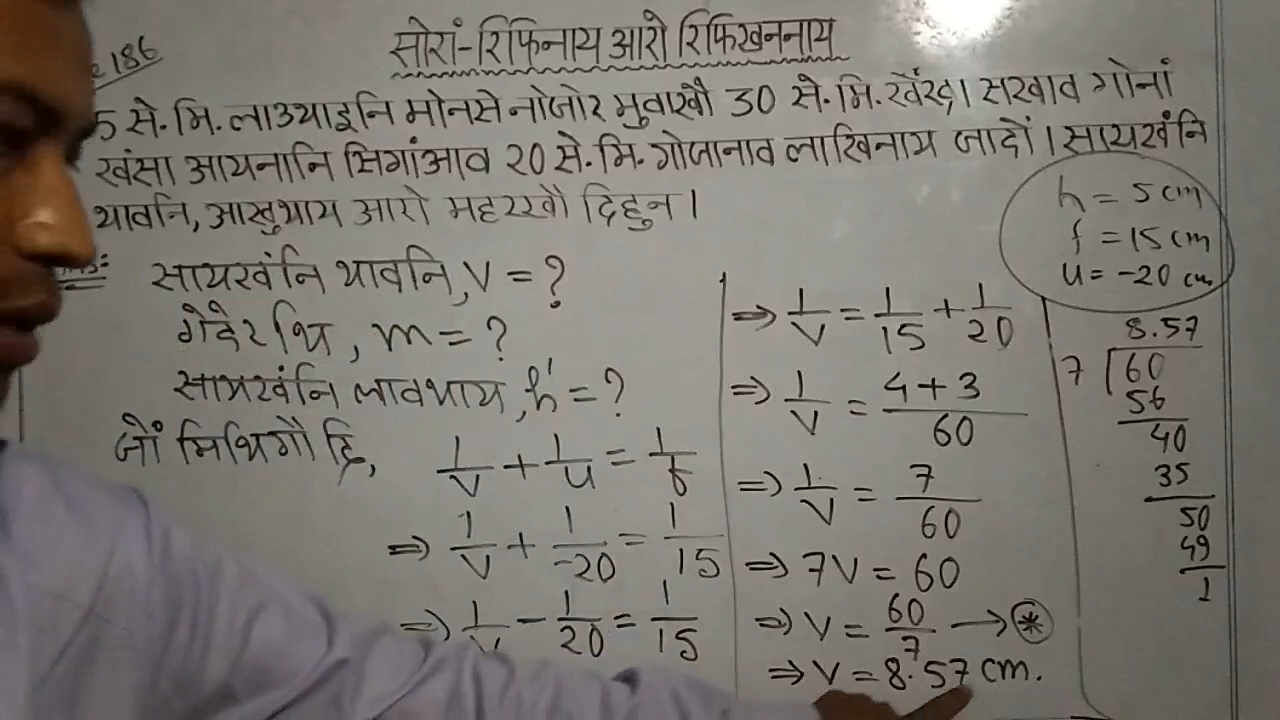 186
सोरां-रिफिनाय आरो रिफिखननाय
5 से.मि. लाउथाइनि मोनसे नोजोर मुवाखौ 30 से.मि. खेंरदा। सखाव गोनां
खंसा आयनानि सिगांआव 20 से.मि. गोजानाव लाखिनाय जादों। सायखंनि
थावनि, आखुथाय आरो महरखौ दिहुन।
h = 5 cm
f = 15 cm
u = -20 cm
Ans:
सायखंनि थावनि, v = ?
गेदेर थि, m = ?
सायखंनि लावथाय, h' = ?
जों मिथिगौ दि, 1/v + 1/u = 1/f
⇒ 1/v + 1/-20 = 1/15
⇒ 1/v - 1/20 = 1/15
⇒ 1/v = 1/15 + 1/20
⇒ 1/v = 4+3/60
⇒ 1/v = 7/60
⇒ 7v = 60
⇒ v = 60/7 → *
⇒ v = 8.57 cm.
8.57
7 60
56
40
35
50
49
1